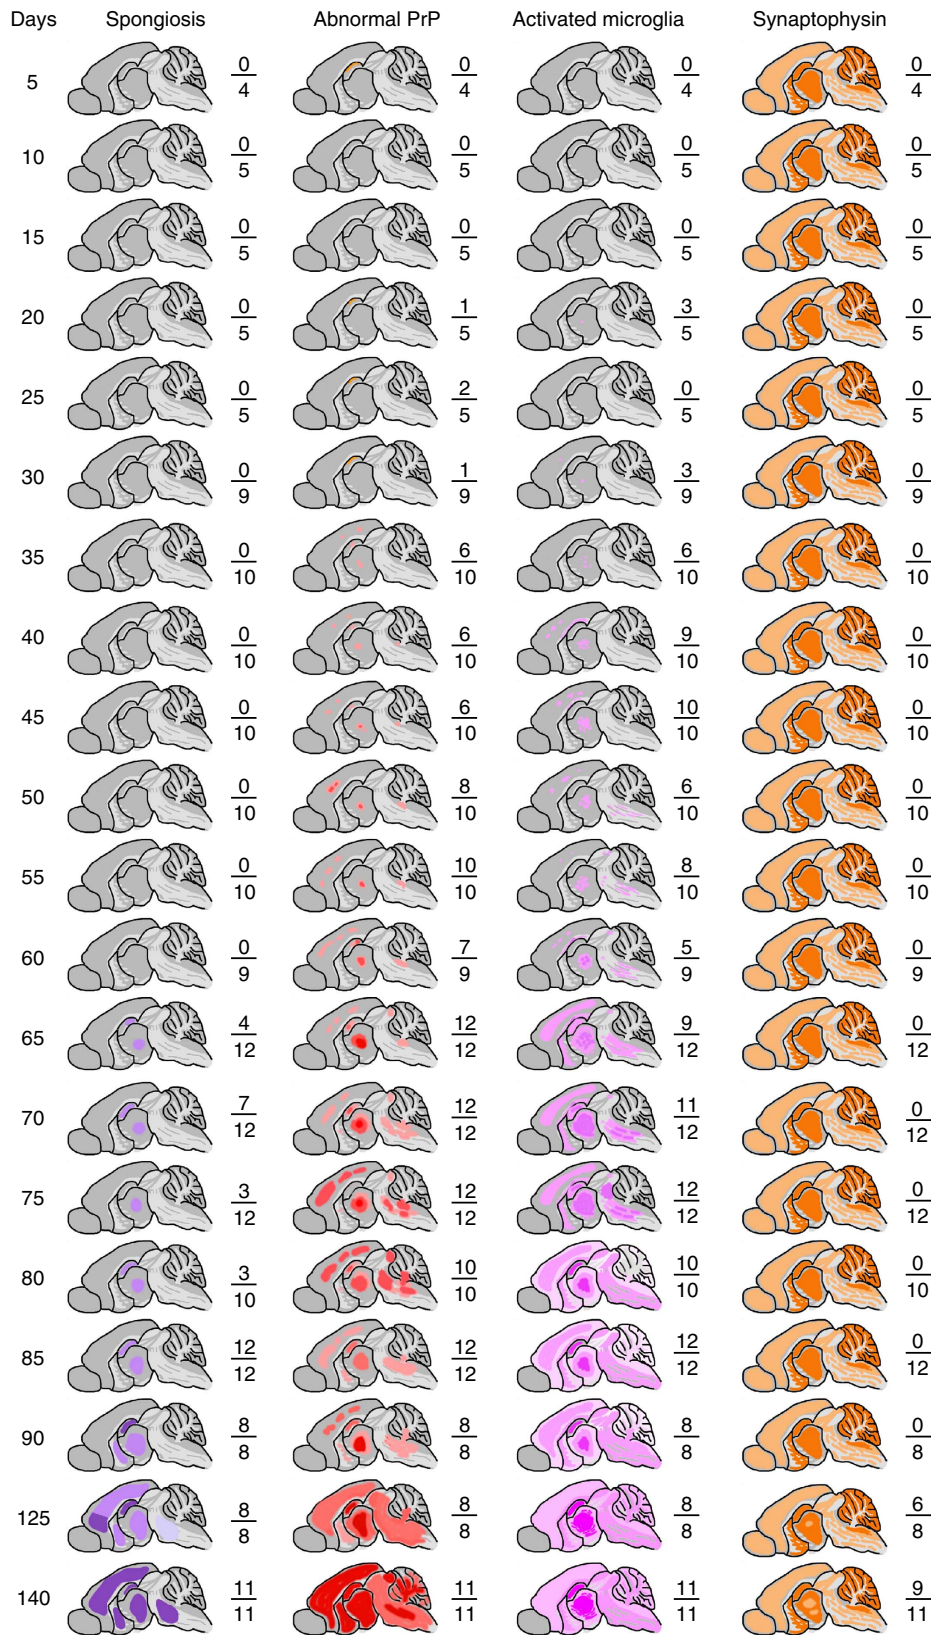 Days Spongiosis Abnormal PrP Activated microglia Synaptophysin
5 0/4 0/4 0/4 0/4
10 0/5 0/5 0/5 0/5
15 0/5 0/5 0/5 0/5
20 0/5 1/5 3/5 0/5
25 0/5 2/5 0/5 0/5
30 0/9 1/9 3/9 0/9
35 0/10 6/10 6/10 0/10
40 0/10 6/10 9/10 0/10
45 0/10 6/10 10/10 0/10
50 0/10 8/10 6/10 0/10
55 0/10 10/10 8/10 0/10
60 0/9 7/9 5/9 0/9
65 4/12 12/12 9/12 0/12
70 7/12 12/12 11/12 0/12
75 3/12 12/12 12/12 0/12
80 3/10 10/10 10/10 0/10
85 12/12 12/12 12/12 0/12
90 8/8 8/8 8/8 0/8
125 8/8 8/8 8/8 6/8
140 11/11 11/11 11/11 9/11